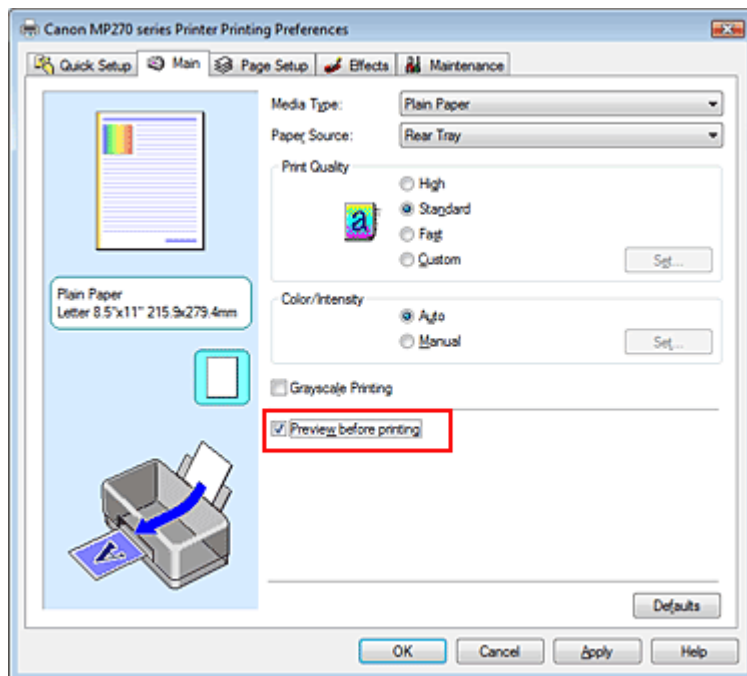 Canon MP270 series Printer Printing Preferences
Quick Setup Main Page Setup Effects Maintenance
Media Type: Plain Paper
Paper Source: Rear Tray
Print Quality
High
a
Standard
Fast
Custom Set...
Plain Paper
Letter 8.5"x11" 215.9x279.4mm
Color/Intensity
Auto
Manual Set...
Grayscale Printing
Preview before printing
A
Defaults
OK Cancel Apply Help